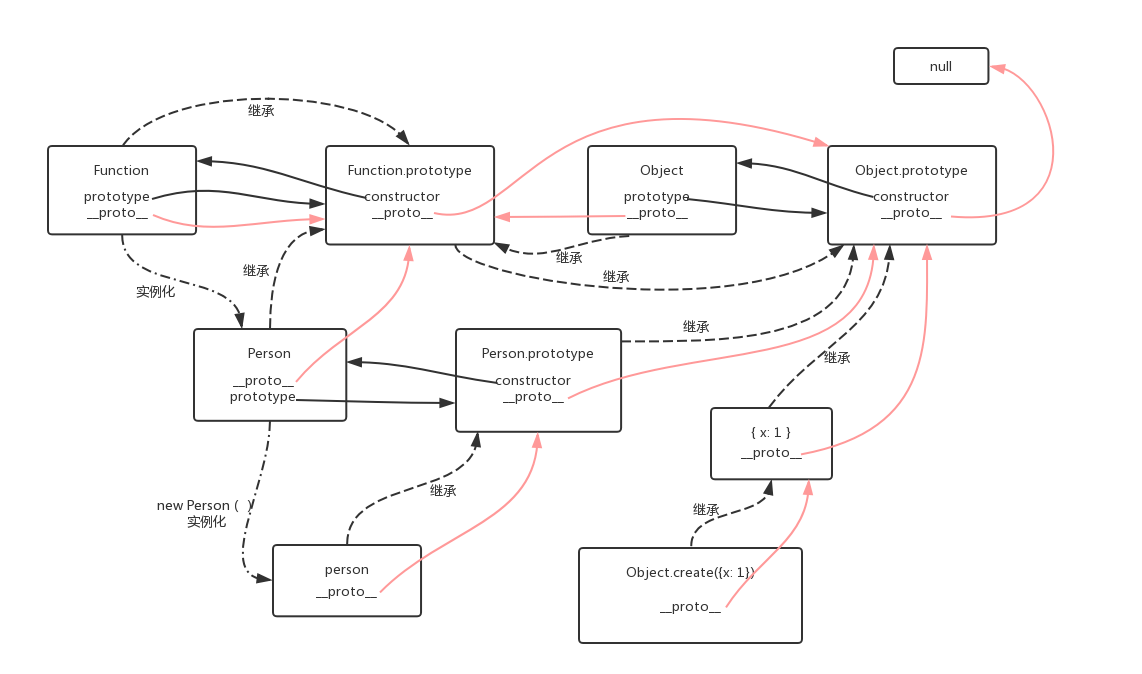 null
继承
Function
prototype
__proto__
Function.prototype
constructor
__proto__
Object
prototype
__proto__
Object.prototype
constructor
__proto__
继承
继承
继承
实例化
继承
继承
Person
__proto__
prototype
Person.prototype
constructor
__proto__
{ x: 1 }
__proto__
继承
继承
new Person (  )
实例化
person
__proto__
Object.create({x: 1})
__proto__